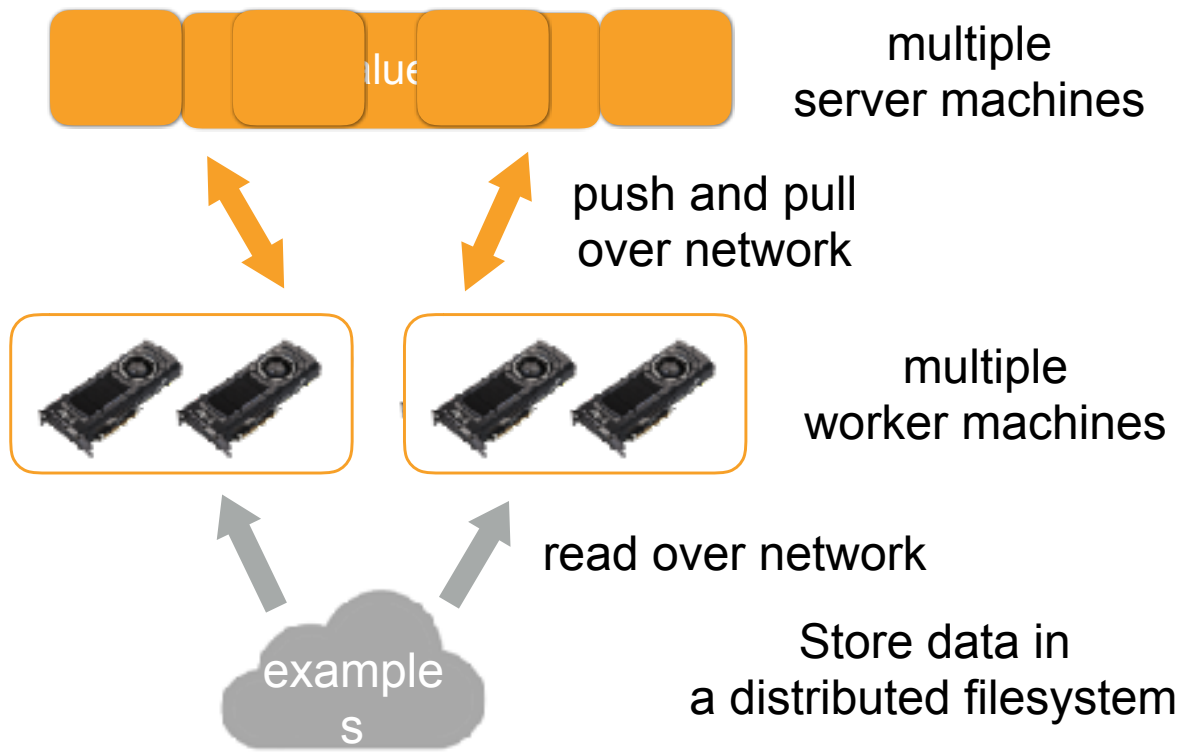 multiple
server machines
push and pull
over network
multiple
worker machines
read over network
example
s
Store data in
a distributed filesystem